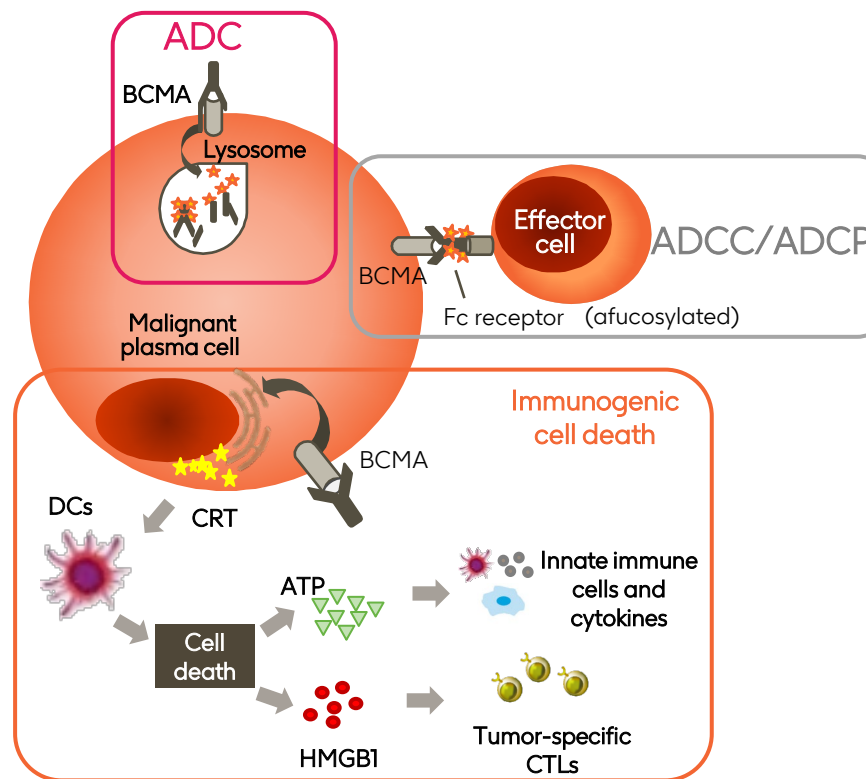 ADC
BCMA
Lysosome
Effector
cell
ADCC/ADCP
BCMA
Fc receptor (afucosylated)
Malignant
plasma cell
Immunogenic
cell death
BCMA
CRT
DCs
ATP
Innate immune
cells and
cytokines
Cell
death
HMGB1
Tumor-specific
CTLs